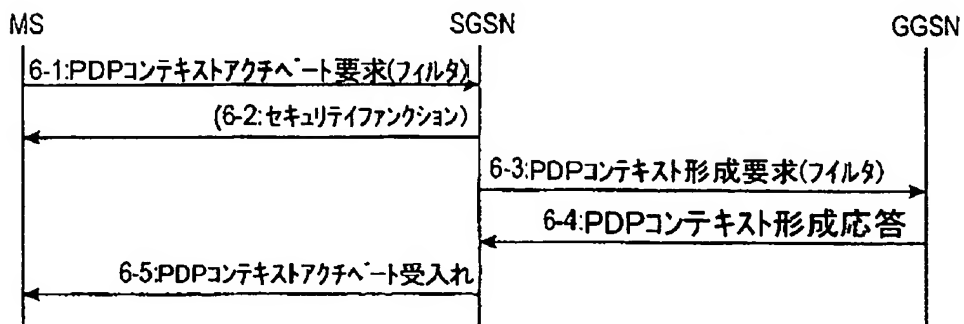 MS
SGSN
GGSN
6-1:PDPコンテキストアクチベート要求(フィルタ)
(6-2:セキュリティファンクション)
6-3:PDPコンテキスト形成要求(フィルタ)
6-4:PDPコンテキスト形成応答
6-5:PDPコンテキストアクチベート受入れ